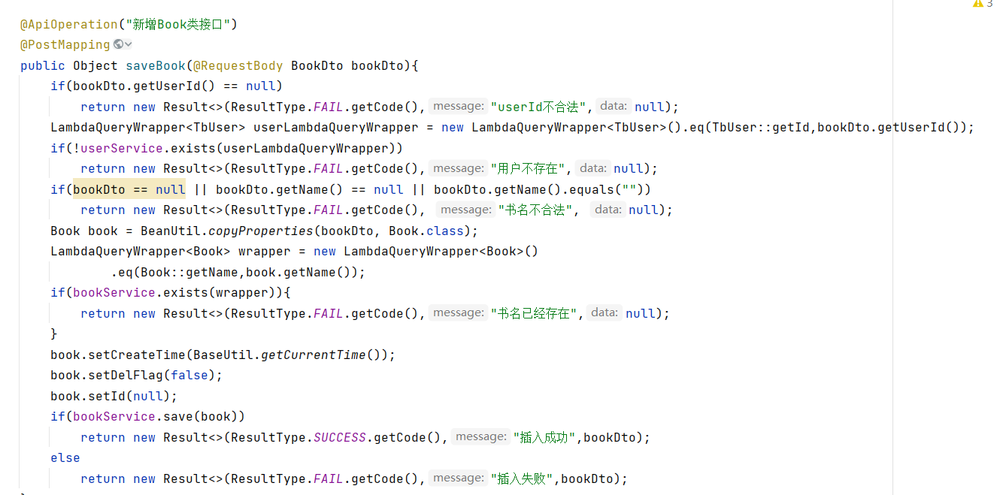 3
@ApiOperation("新增Book类接口")
@PostMapping
public Object saveBook(@RequestBody BookDto bookDto){
if(bookDto.getUserId() == null)
return new Result<>(ResultType.FAIL.getCode(), message: "userId不合法", data: null);
LambdaQueryWrapper<TbUser> userLambdaQueryWrapper = new LambdaQueryWrapper<TbUser>().eq(TbUser::getId,bookDto.getUserId());
if(!userService.exists(userLambdaQueryWrapper))
return new Result<>(ResultType.FAIL.getCode(), message: "用户不存在", data: null);
if(bookDto == null || bookDto.getName() == null || bookDto.getName().equals(""))
return new Result<>(ResultType.FAIL.getCode(), message: "书名不合法", data: null);
Book book = BeanUtil.copyProperties(bookDto, Book.class);
LambdaQueryWrapper<Book> wrapper = new LambdaQueryWrapper<Book>()
.eq(Book::getName,book.getName());
if(bookService.exists(wrapper)){
return new Result<>(ResultType.FAIL.getCode(), message: "书名已经存在", data: null);
}
book.setCreateTime(BaseUtil.getCurrentTime());
book.setDelFlag(false);
book.setId(null);
if(bookService.save(book))
return new Result<>(ResultType.SUCCESS.getCode(), message: "插入成功",bookDto);
else
return new Result<>(ResultType.FAIL.getCode(), message: "插入失败",bookDto);